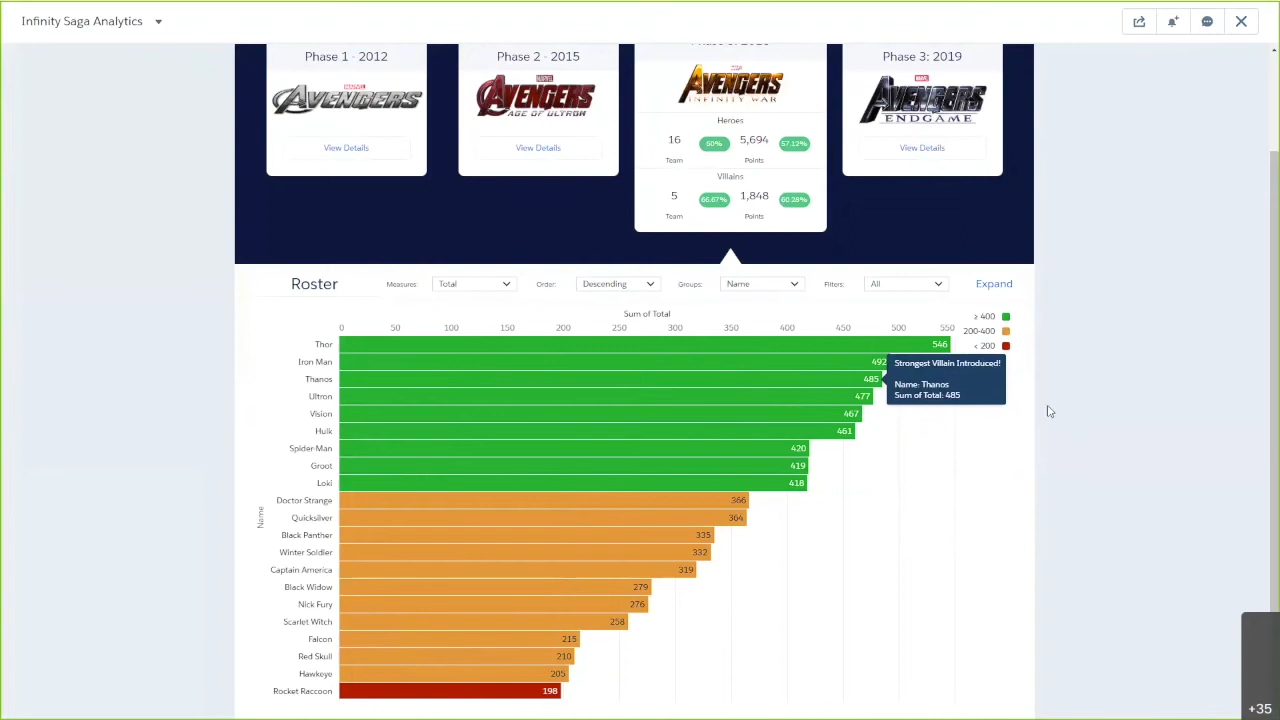 Infinity Saga Analytics
Phase 1 - 2012
Phase 2 - 2015
Phase 3: 2019
MARVEL
AVENGERS
MARVEL
AVENGERS
AGE OF ULTRON
MARVEL
AVENGERS
INFINITY WAR
MARVEL
AVENGERS
ENDGAME
View Details
View Details
View Details
Heroes
16 60% 5,694 57.12%
Team Points
Villains
5 66.67% 1,848 60.28%
Team Points
Roster Measures: Total Order: Descending Groups: Name Filters: All Expand
Sum of Total
0 50 100 150 200 250 300 350 400 450 500 550
≥ 400
200-400
< 200
Thor 546
Iron Man 492
Thanos 485
Ultron 477
Vision 467
Hulk 461
Spider-Man 420
Groot 419
Loki 418
Doctor Strange 366
Quicksilver 364
Black Panther 335
Winter Soldier 332
Captain America 319
Black Widow 279
Nick Fury 276
Scarlet Witch 258
Falcon 215
Red Skull 210
Hawkeye 205
Rocket Raccoon 198
Name
Strongest Villain Introduced!
Name: Thanos
Sum of Total: 485
+35